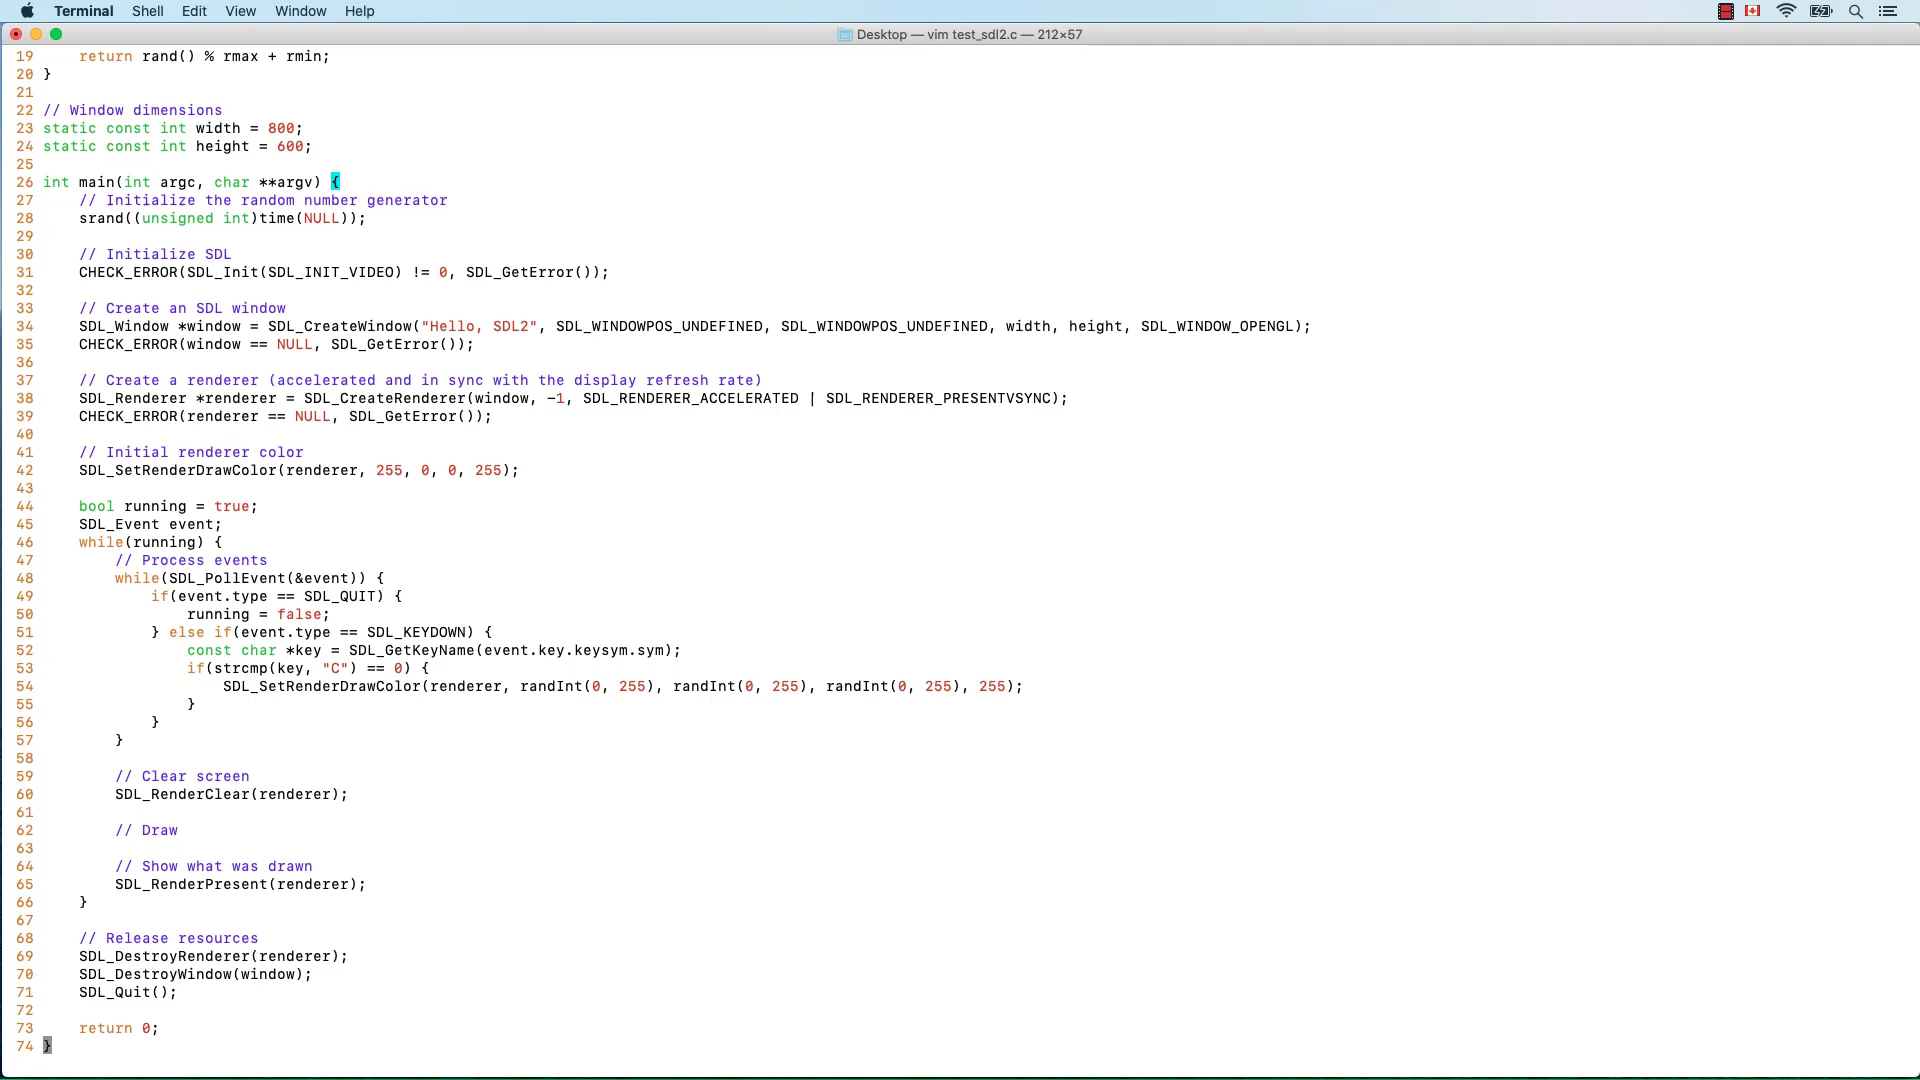 Terminal Shell Edit View Window Help
Desktop — vim test_sdl2.c — 212×57
19     return rand() % rmax + rmin;
20 }
21
22 // Window dimensions
23 static const int width = 800;
24 static const int height = 600;
25
26 int main(int argc, char **argv) {
27     // Initialize the random number generator
28     srand((unsigned int)time(NULL));
29
30     // Initialize SDL
31     CHECK_ERROR(SDL_Init(SDL_INIT_VIDEO) != 0, SDL_GetError());
32
33     // Create an SDL window
34     SDL_Window *window = SDL_CreateWindow("Hello, SDL2", SDL_WINDOWPOS_UNDEFINED, SDL_WINDOWPOS_UNDEFINED, width, height, SDL_WINDOW_OPENGL);
35     CHECK_ERROR(window == NULL, SDL_GetError());
36
37     // Create a renderer (accelerated and in sync with the display refresh rate)
38     SDL_Renderer *renderer = SDL_CreateRenderer(window, -1, SDL_RENDERER_ACCELERATED | SDL_RENDERER_PRESENTVSYNC);
39     CHECK_ERROR(renderer == NULL, SDL_GetError());
40
41     // Initial renderer color
42     SDL_SetRenderDrawColor(renderer, 255, 0, 0, 255);
43
44     bool running = true;
45     SDL_Event event;
46     while(running) {
47         // Process events
48         while(SDL_PollEvent(&event)) {
49             if(event.type == SDL_QUIT) {
50                 running = false;
51             } else if(event.type == SDL_KEYDOWN) {
52                 const char *key = SDL_GetKeyName(event.key.keysym.sym);
53                 if(strcmp(key, "C") == 0) {
54                     SDL_SetRenderDrawColor(renderer, randInt(0, 255), randInt(0, 255), randInt(0, 255), 255);
55                 }
56             }
57         }
58
59         // Clear screen
60         SDL_RenderClear(renderer);
61
62         // Draw
63
64         // Show what was drawn
65         SDL_RenderPresent(renderer);
66     }
67
68     // Release resources
69     SDL_DestroyRenderer(renderer);
70     SDL_DestroyWindow(window);
71     SDL_Quit();
72
73     return 0;
74 }